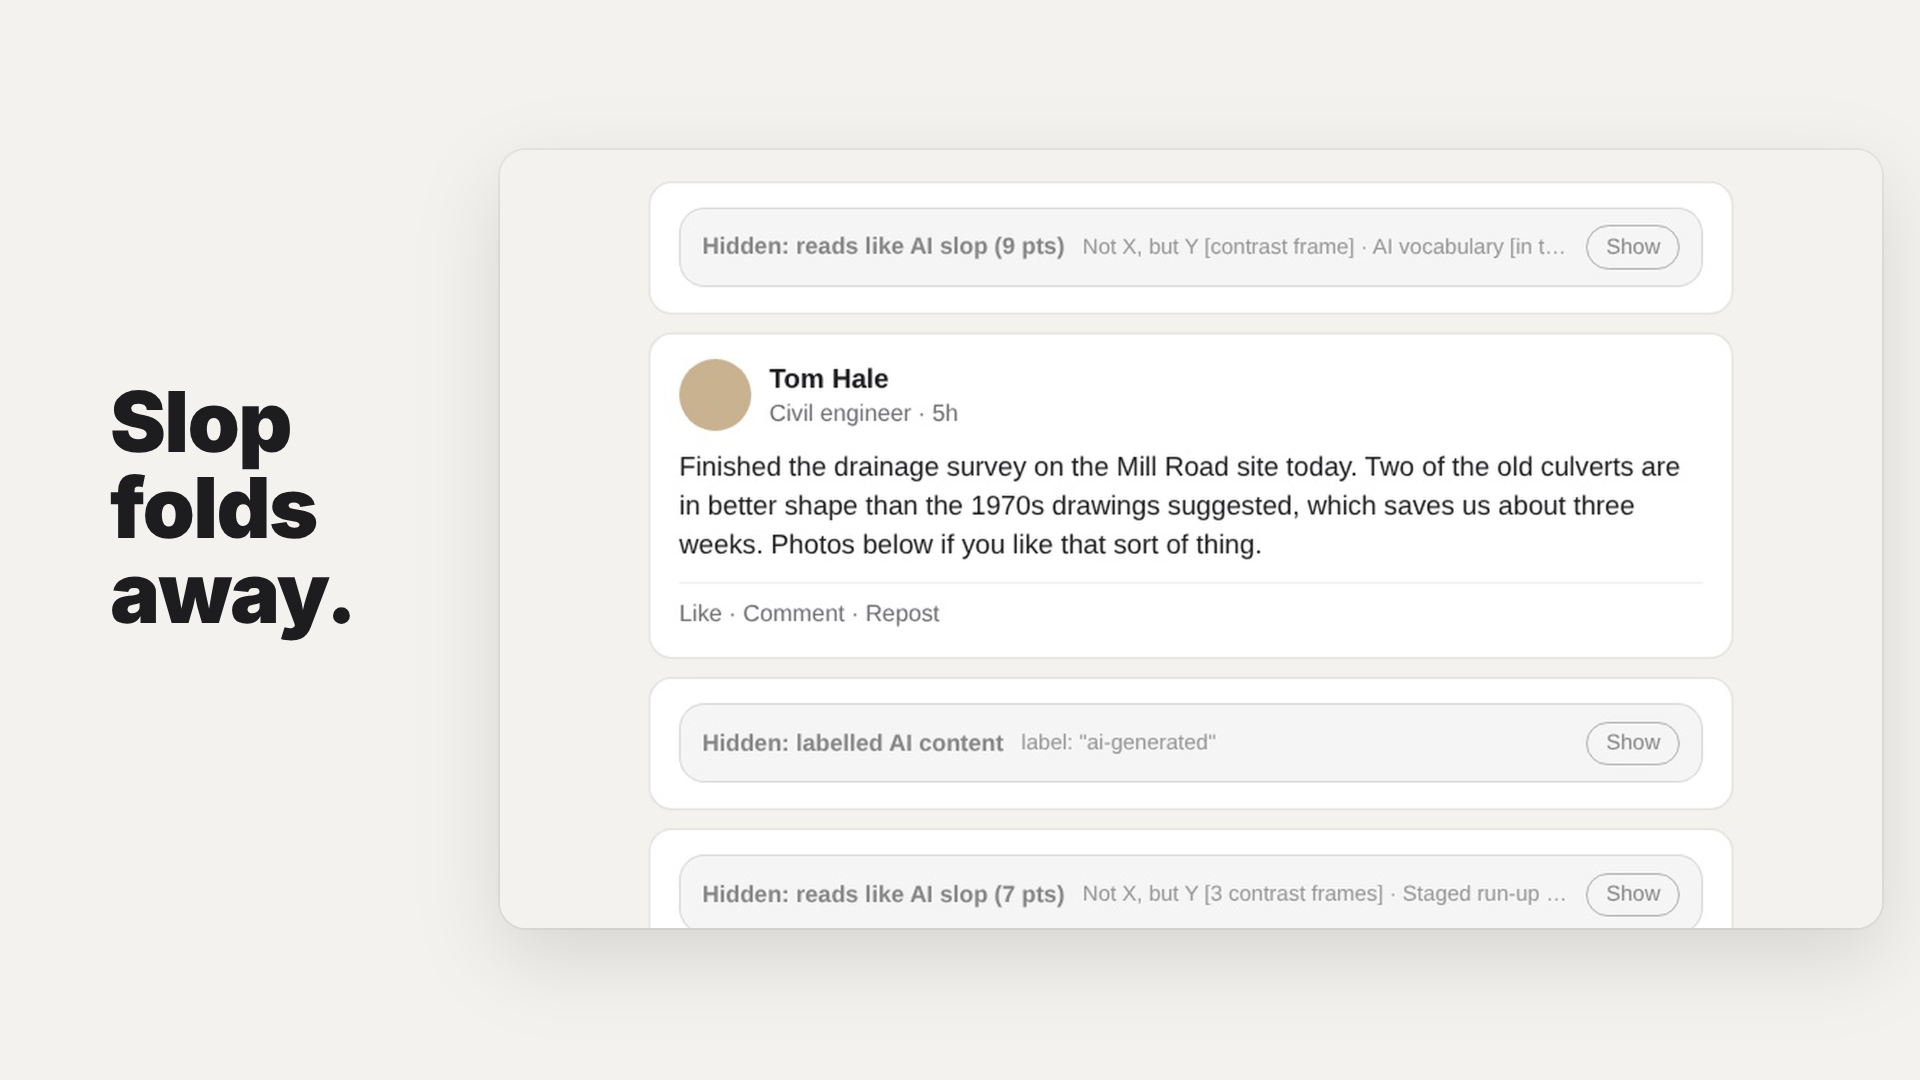 Slop
folds
away.
Hidden: reads like AI slop (9 pts) Not X, but Y [contrast frame] · AI vocabulary [in t… Show
Tom Hale
Civil engineer · 5h
Finished the drainage survey on the Mill Road site today. Two of the old culverts are
in better shape than the 1970s drawings suggested, which saves us about three
weeks. Photos below if you like that sort of thing.
Like · Comment · Repost
Hidden: labelled AI content label: "ai-generated" Show
Hidden: reads like AI slop (7 pts) Not X, but Y [3 contrast frames] · Staged run-up … Show